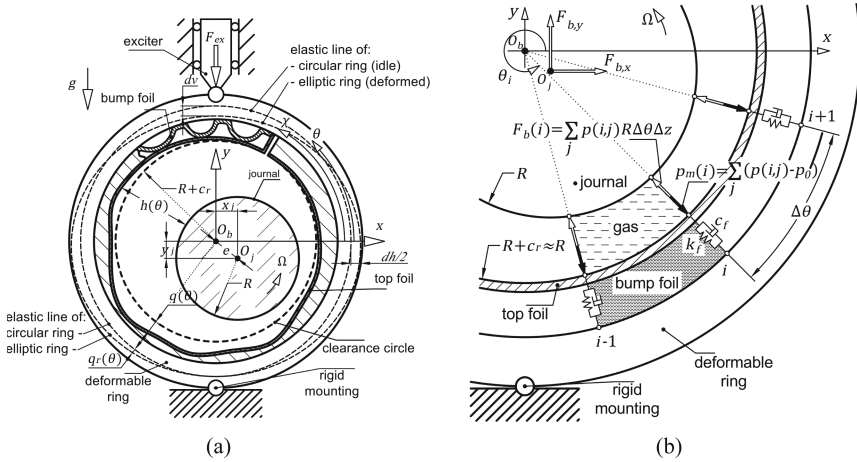 exciter
F_ex
elastic line of:
- circular ring (idle)
- elliptic ring (deformed)
g
dv
bump foil
χ
θ
y
R+c_r
journal
h(θ)
x_j
x
O_b
y_j
e
O_j
dh/2
Ω
q(θ)
R
top foil
elastic line of:
circular ring -
elliptic ring -
clearance circle
q_r(θ)
deformable
ring
rigid
mounting
(a)
y
F_b,y
Ω
x
O_b
F_b,x
θ_i
O_j
i+1
F_b(i)=∑_j p(i,j)RΔθΔz
p_m(i)=∑_j(p(i,j)-p_0)
R
journal
Δθ
gas
c_f
R+c_r≈R
k_f
i
bump foil
top foil
i-1
deformable
ring
rigid
mounting
(b)